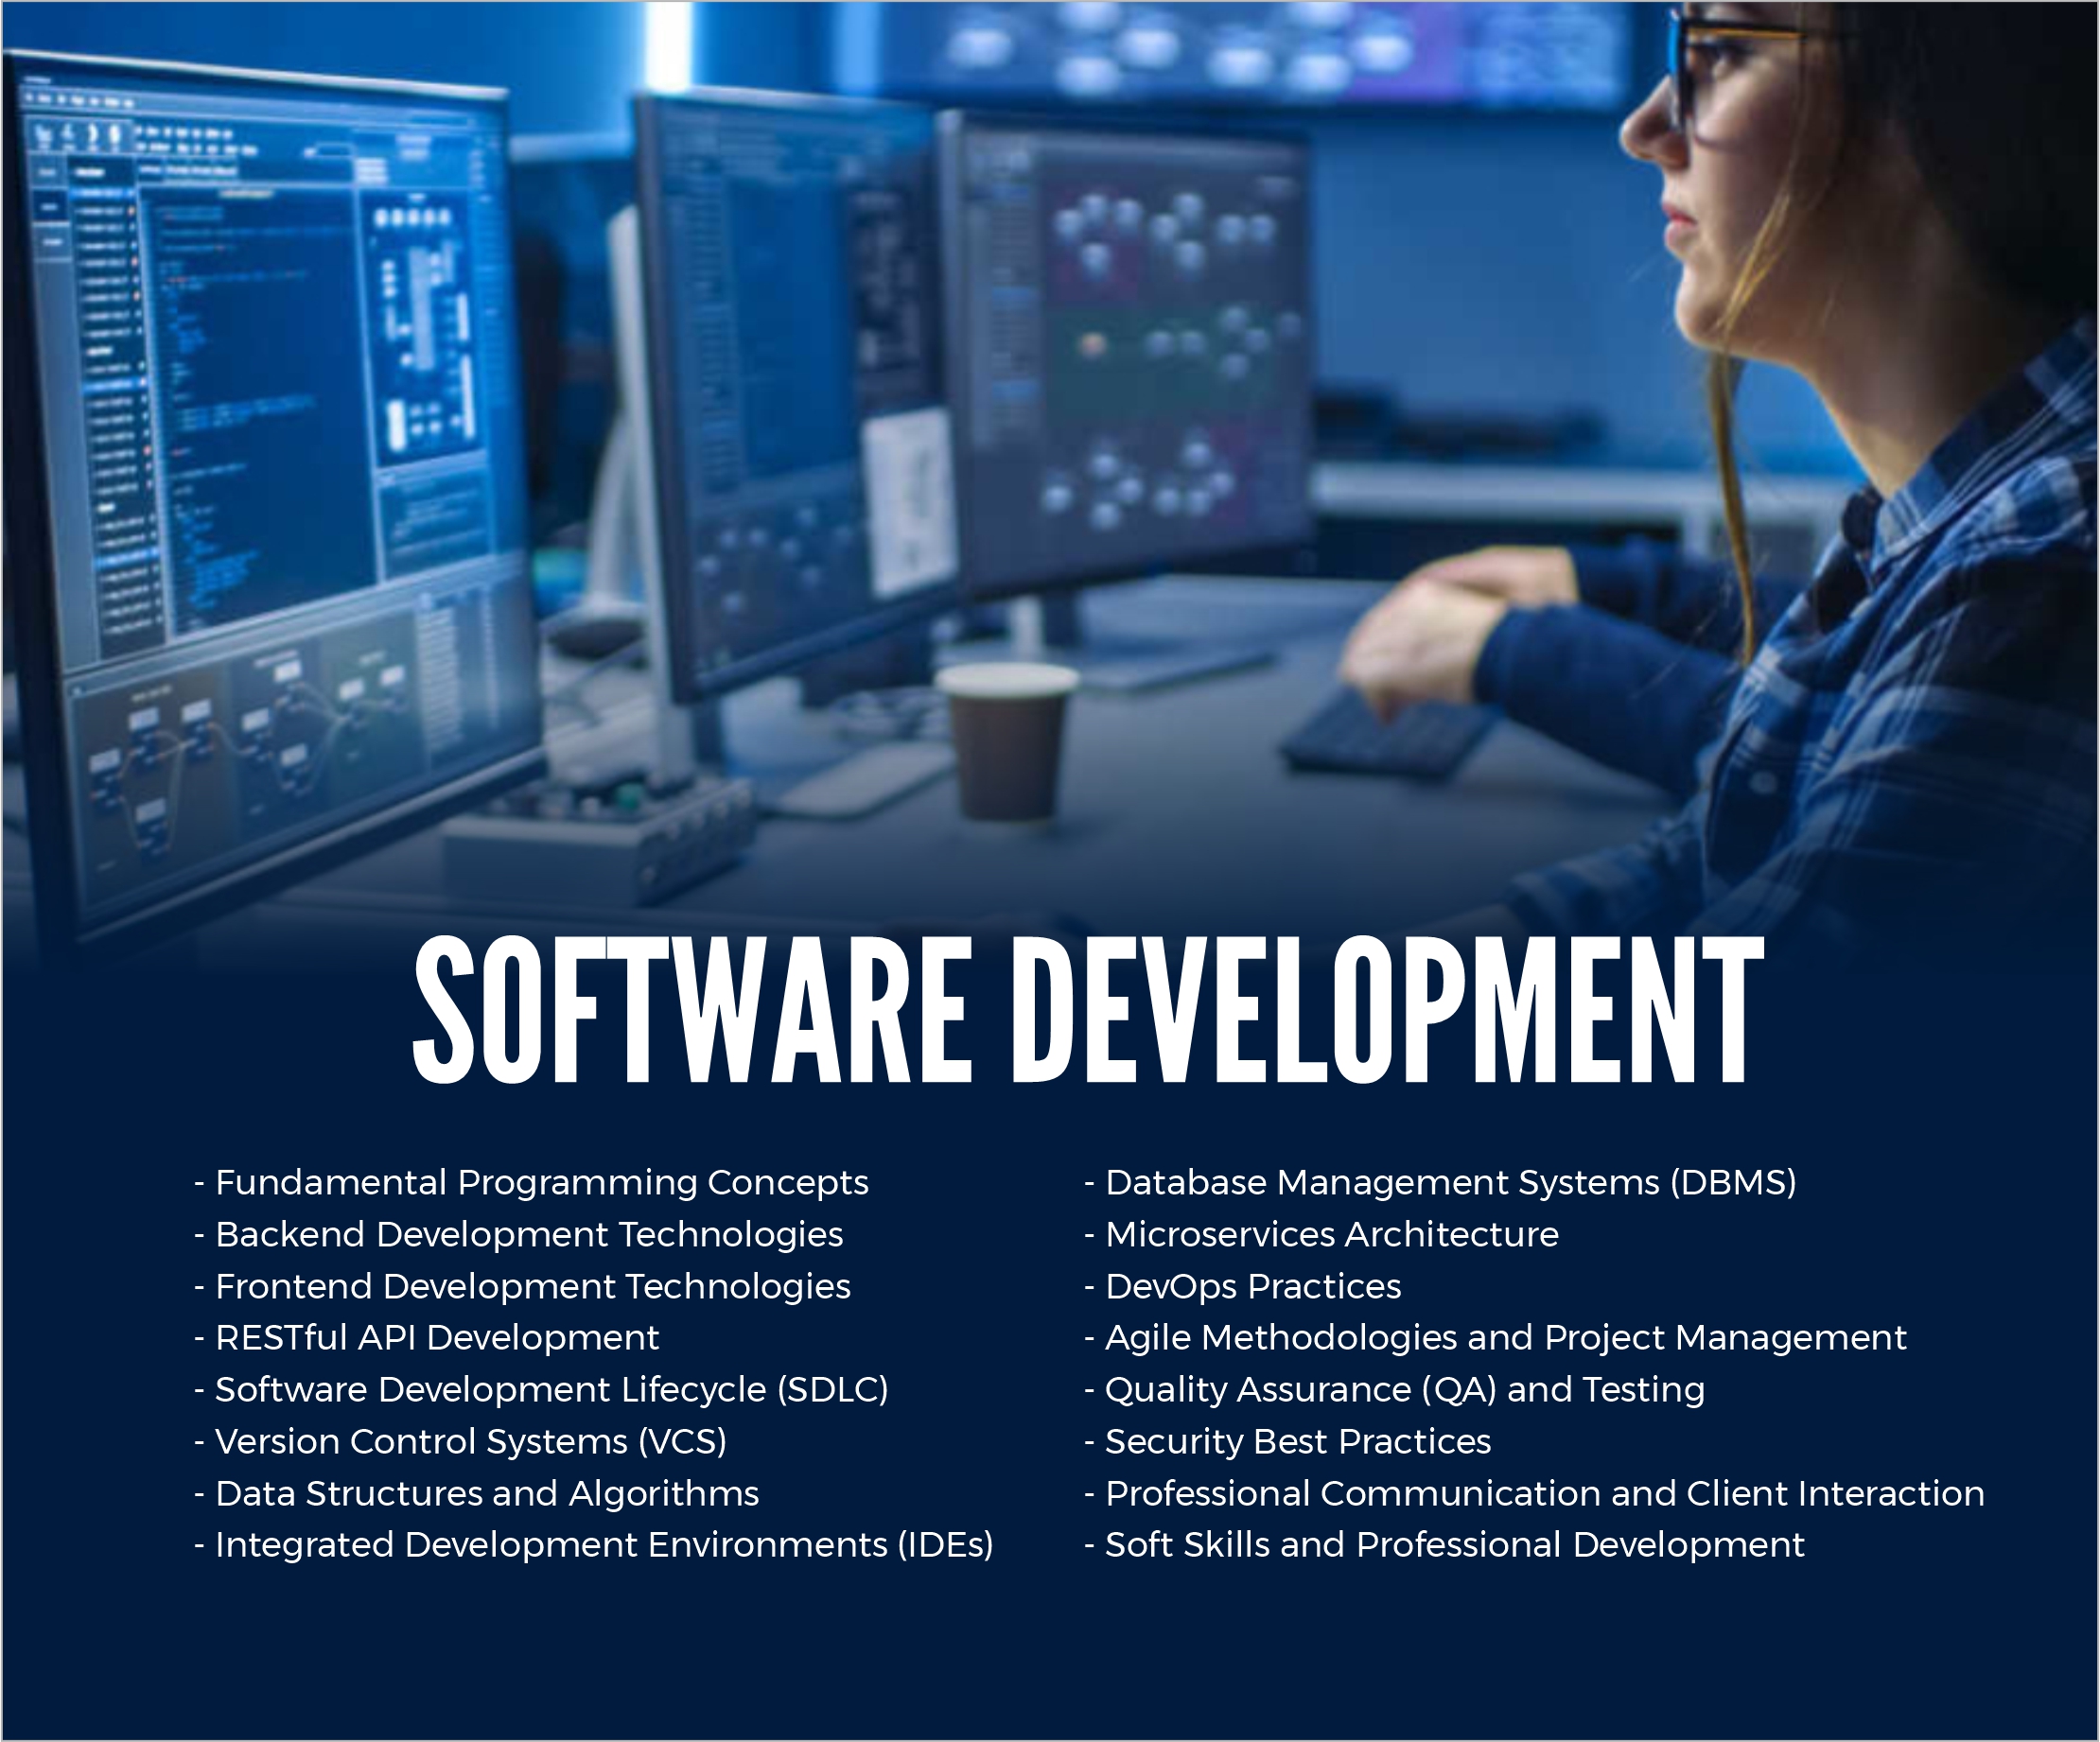 SOFTWARE DEVELOPMENT
- Fundamental Programming Concepts
- Backend Development Technologies
- Frontend Development Technologies
- RESTful API Development
- Software Development Lifecycle (SDLC)
- Version Control Systems (VCS)
- Data Structures and Algorithms
- Integrated Development Environments (IDEs)
- Database Management Systems (DBMS)
- Microservices Architecture
- DevOps Practices
- Agile Methodologies and Project Management
- Quality Assurance (QA) and Testing
- Security Best Practices
- Professional Communication and Client Interaction
- Soft Skills and Professional Development